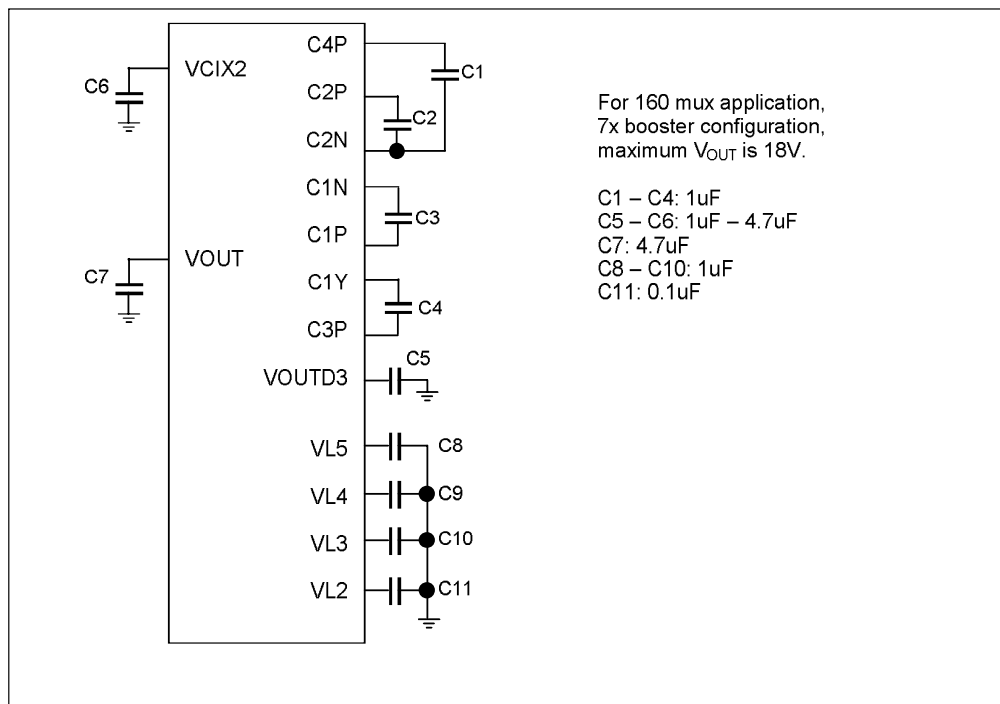 C4P
C1
VCIX2
C6
C2P
C2
C2N
C1N
C3
C1P
VOUT
C7
C1Y
C4
C3P
C5
VOUTD3
VL5
C8
VL4
C9
VL3
C10
VL2
C11
For 160 mux application,
7x booster configuration,
maximum VOUT is 18V.
C1 – C4: 1uF
C5 – C6: 1uF – 4.7uF
C7: 4.7uF
C8 – C10: 1uF
C11: 0.1uF